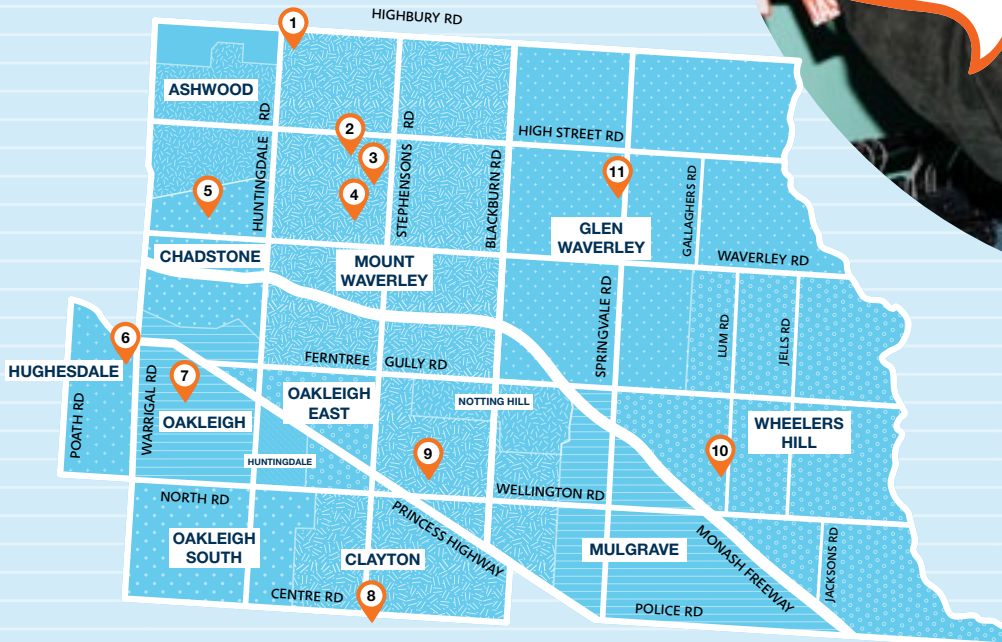 HIGHBURY RD
1
ASHWOOD
HUNTINGDALE RD
2
STEPHENSONS RD
3
4
5
HIGH STREET RD
BLACKBURN RD
11
GALLAGHERS RD
GLEN
WAVERLEY
CHADSTONE
MOUNT
WAVERLEY
WAVERLEY RD
SPRINGVALE RD
LUM RD
JELLS RD
6
HUGHESDALE
POATH RD
WARRIGAL RD
7
OAKLEIGH
FERNTREE GULLY RD
OAKLEIGH
EAST
NOTTING HILL
HUNTINGDALE
9
10
WHEELERS
HILL
NORTH RD
WELLINGTON RD
OAKLEIGH
SOUTH
CLAYTON
PRINCESS HIGHWAY
MULGRAVE
MONASH FREEWAY
JACKSONS RD
CENTRE RD
8
POLICE RD